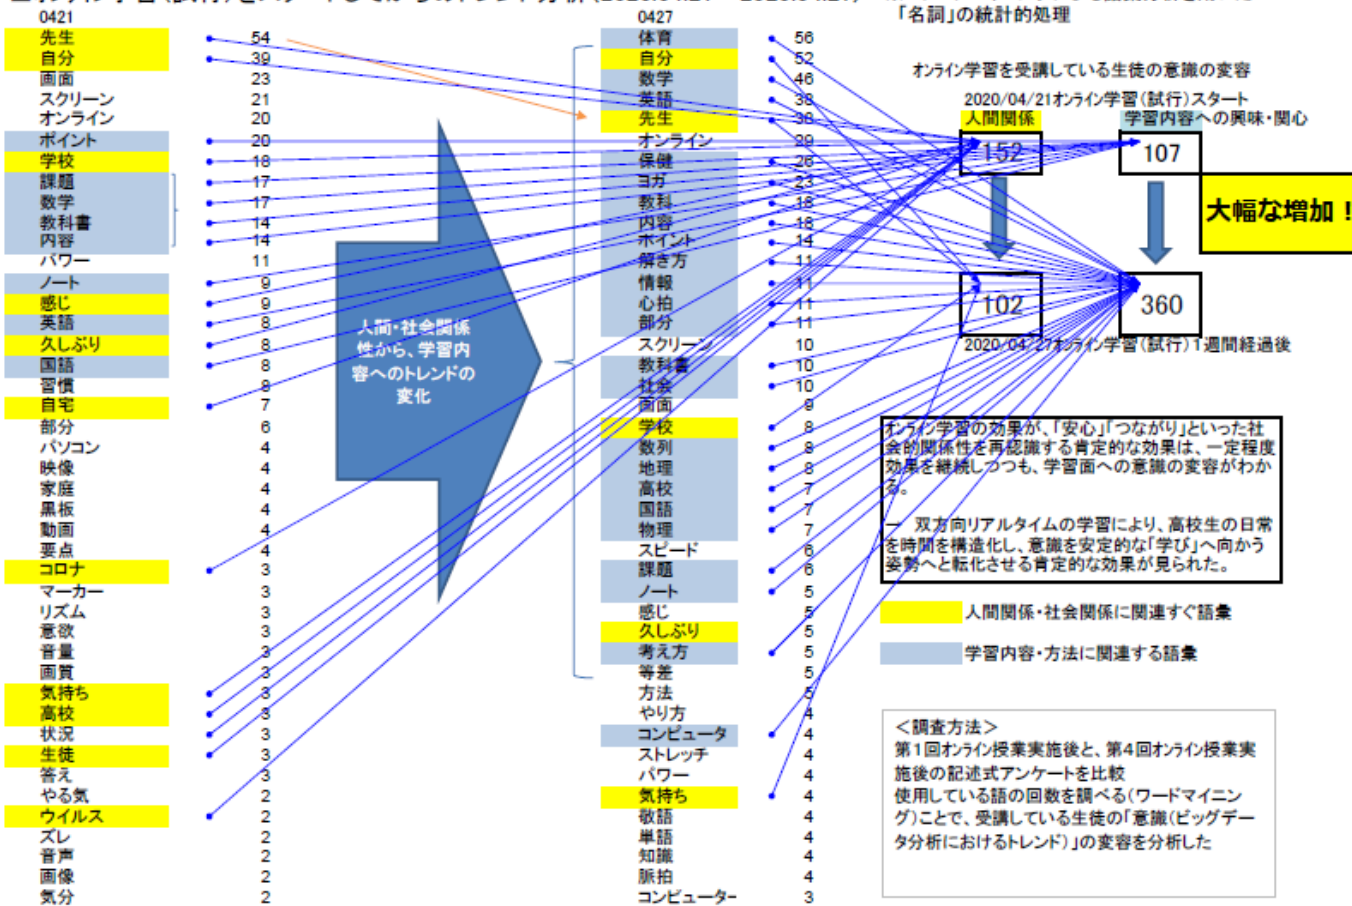 「名詞」の統計的処理
0421
先生 54
自分 39
画面 23
スクリーン 21
オンライン 20
ポイント 20
学校 18
課題 17
数学 17
教科書 14
内容 14
パワー 11
ノート 9
感じ 9
英語 8
久しぶり 8
国語 8
習慣 8
自宅 7
部分 6
パソコン 4
映像 4
家庭 4
黒板 4
動画 4
要点 4
コロナ 3
マーカー 3
リズム 3
意欲 3
音量 3
画質 3
気持ち 3
高校 3
状況 3
生徒 3
答え 3
やる気 2
ウイルス 2
ズレ 2
音声 2
画像 2
気分 2
人間・社会関係
性から、学習内
容へのトレンドの
変化
0427
体育 56
自分 52
数学 46
英語 38
先生 38
オンライン 29
保健 26
ヨガ 23
教科 18
内容 18
ポイント 14
解き方 11
情報 11
心拍 11
部分 11
スクリーン 10
教科書 10
社会 10
画面 9
学校 8
数列 8
地理 8
高校 7
国語 7
物理 7
スピード 6
課題 6
ノート 5
感じ 5
久しぶり 5
考え方 5
等差 5
方法 5
やり方 4
コンピュータ 4
ストレッチ 4
パワー 4
気持ち 4
敬語 4
単語 4
知識 4
脈拍 4
コンピューター 3
オンライン学習を受講している生徒の意識の変容
2020/04/21オンライン学習(試行)スタート
人間関係 学習内容への興味・関心
152 107
大幅な増加!
102 360
2020/04/27オンライン学習(試行)1週間経過後
オンライン学習の効果が、「安心」「つながり」といった社
会的関係性を再認識する肯定的な効果は、一定程度
効果を継続しつつも、学習面への意識の変容がわか
る。
→ 双方向リアルタイムの学習により、高校生の日常
を時間を構造化し、意識を安定的な「学び」へ向かう
姿勢へと転化させる肯定的な効果が見られた。
人間関係・社会関係に関連すぐ語彙
学習内容・方法に関連する語彙
<調査方法>
第1回オンライン授業実施後と、第4回オンライン授業実
施後の記述式アンケートを比較
使用している語の回数を調べる(ワードマイニン
グ)ことで、受講している生徒の「意識(ビッグデー
タ分析におけるトレンド)」の変容を分析した